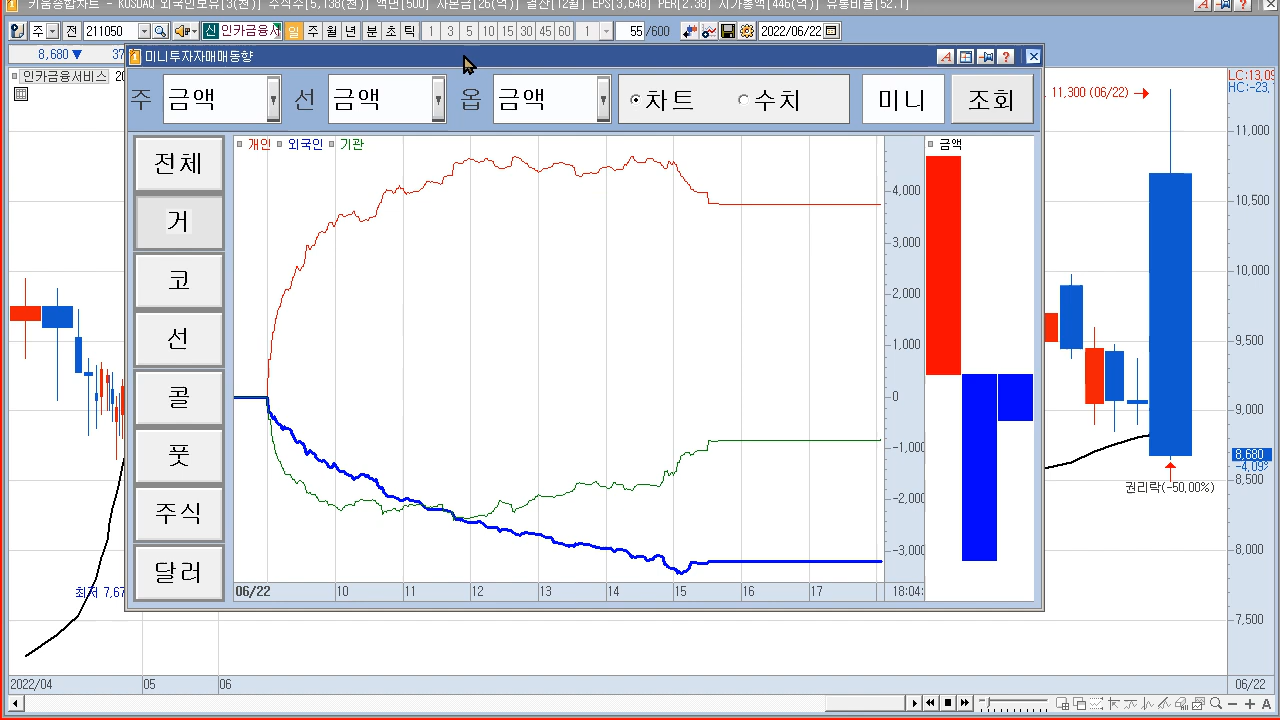 키움종합차트 - KOSDAQ 외국인보유[3(천)] 주식수[5,138(천)] 액면[500] 자본금[26(억)] 결산[12월] EPS[3,648] PER[2.38] 시가총액[446(억)] 유통비율[52.1]
주 전 211050 신 인카금융서 일 주 월 년 분 초 틱 1 3 5 10 15 30 45 60 1 55 /600 2022/06/22
8,680 ▼ 37
인카금융서비스 20
미니투자자매매동향
주 금액 선 금액 옵 금액 차트 수치 미니 조회
전체
거
코
선
콜
풋
주식
달러
개인 외국인 기관
금액
4,000
3,000
2,000
1,000
0
-1,000
-2,000
-3,000
06/22 10 11 12 13 14 15 16 17 18:04:
LC:13,09
HC:-23,
11,300 (06/22)
11,000
10,500
10,000
9,500
9,000
8,680
-4,09%
8,500
8,000
7,500
권리락(-50.00%)
최저 7,67
2022/04 05 06 06/22